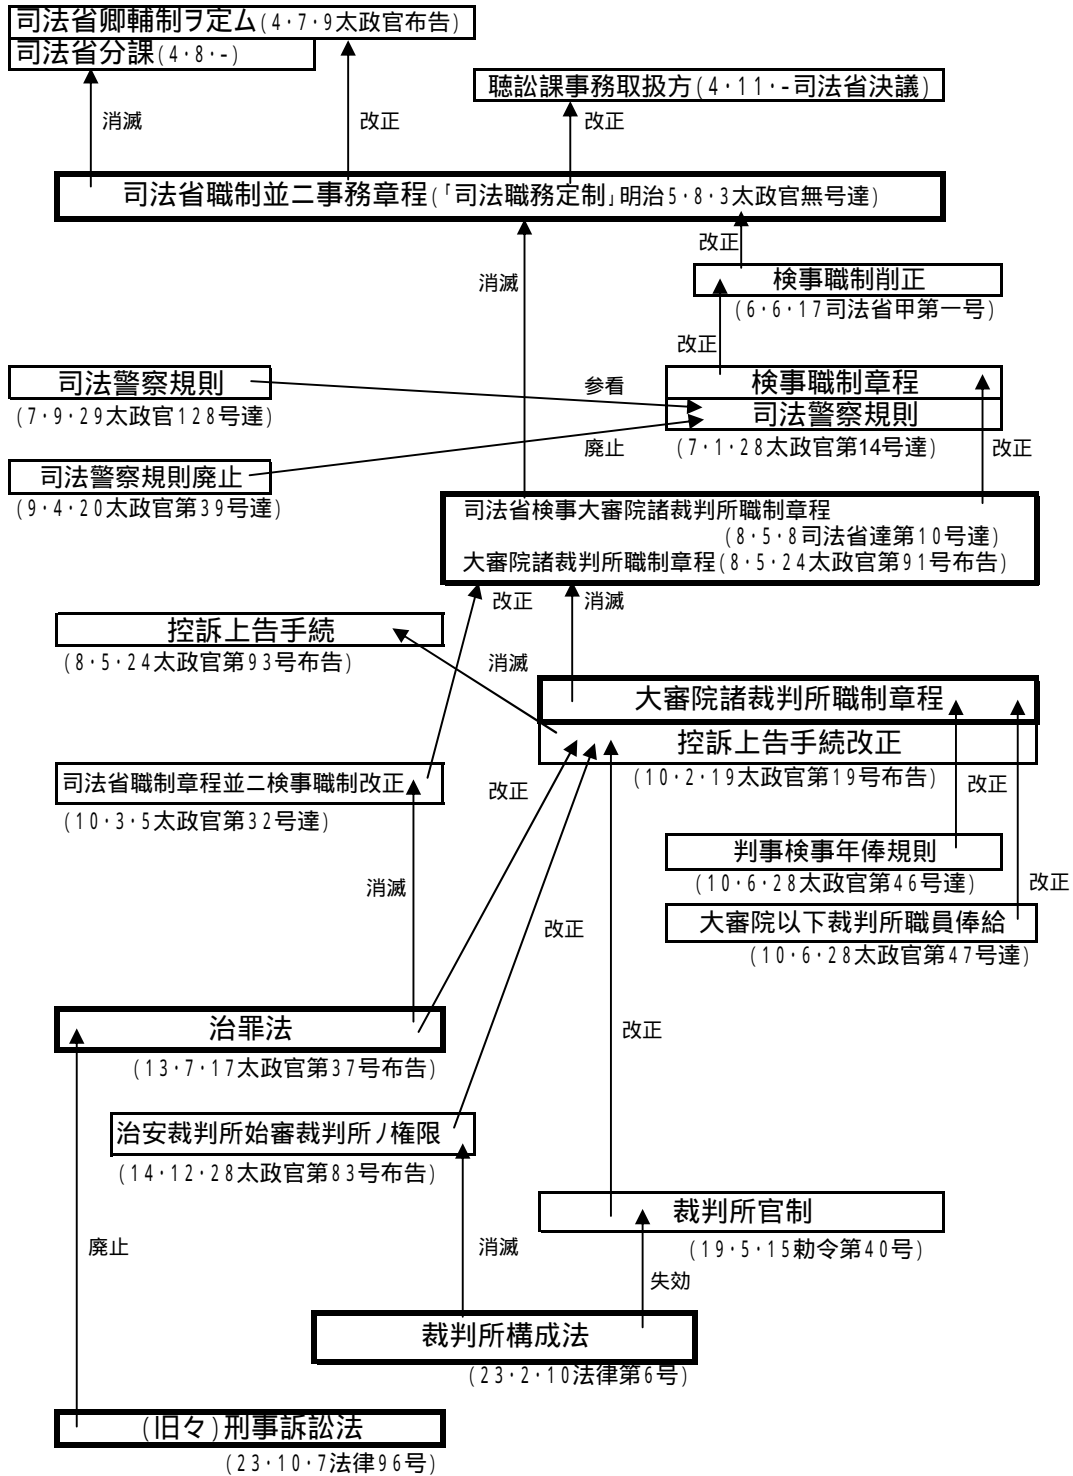 司法省卿輔制ヲ定ム(4・7・9太政官布告)
司法省分課(4・8・-)
聴訟課事務取扱方(4・11・-司法省決議)
消滅
改正
改正
司法省職制並ニ事務章程(「司法職務定制」明治5・8・3太政官無号達)
改正
消滅
検事職制削正
(6・6・17司法省甲第一号)
改正
司法警察規則
(7・9・29太政官128号達)
参看
検事職制章程
司法警察規則
(7・1・28太政官第14号達)
廃止
改正
司法警察規則廃止
(9・4・20太政官第39号達)
司法省検事大審院諸裁判所職制章程
(8・5・8司法省達第10号達)
大審院諸裁判所職制章程(8・5・24太政官第91号布告)
改正
消滅
控訴上告手続
(8・5・24太政官第93号布告)
消滅
大審院諸裁判所職制章程
控訴上告手続改正
(10・2・19太政官第19号布告)
司法省職制章程並ニ検事職制改正
(10・3・5太政官第32号達)
改正
改正
判事検事年俸規則
(10・6・28太政官第46号達)
改正
消滅
大審院以下裁判所職員俸給
(10・6・28太政官第47号達)
改正
治罪法
(13・7・17太政官第37号布告)
改正
治安裁判所始審裁判所ノ権限
(14・12・28太政官第83号布告)
裁判所官制
(19・5・15勅令第40号)
廃止
消滅
失効
裁判所構成法
(23・2・10法律第6号)
(旧々)刑事訴訟法
(23・10・7法律96号)